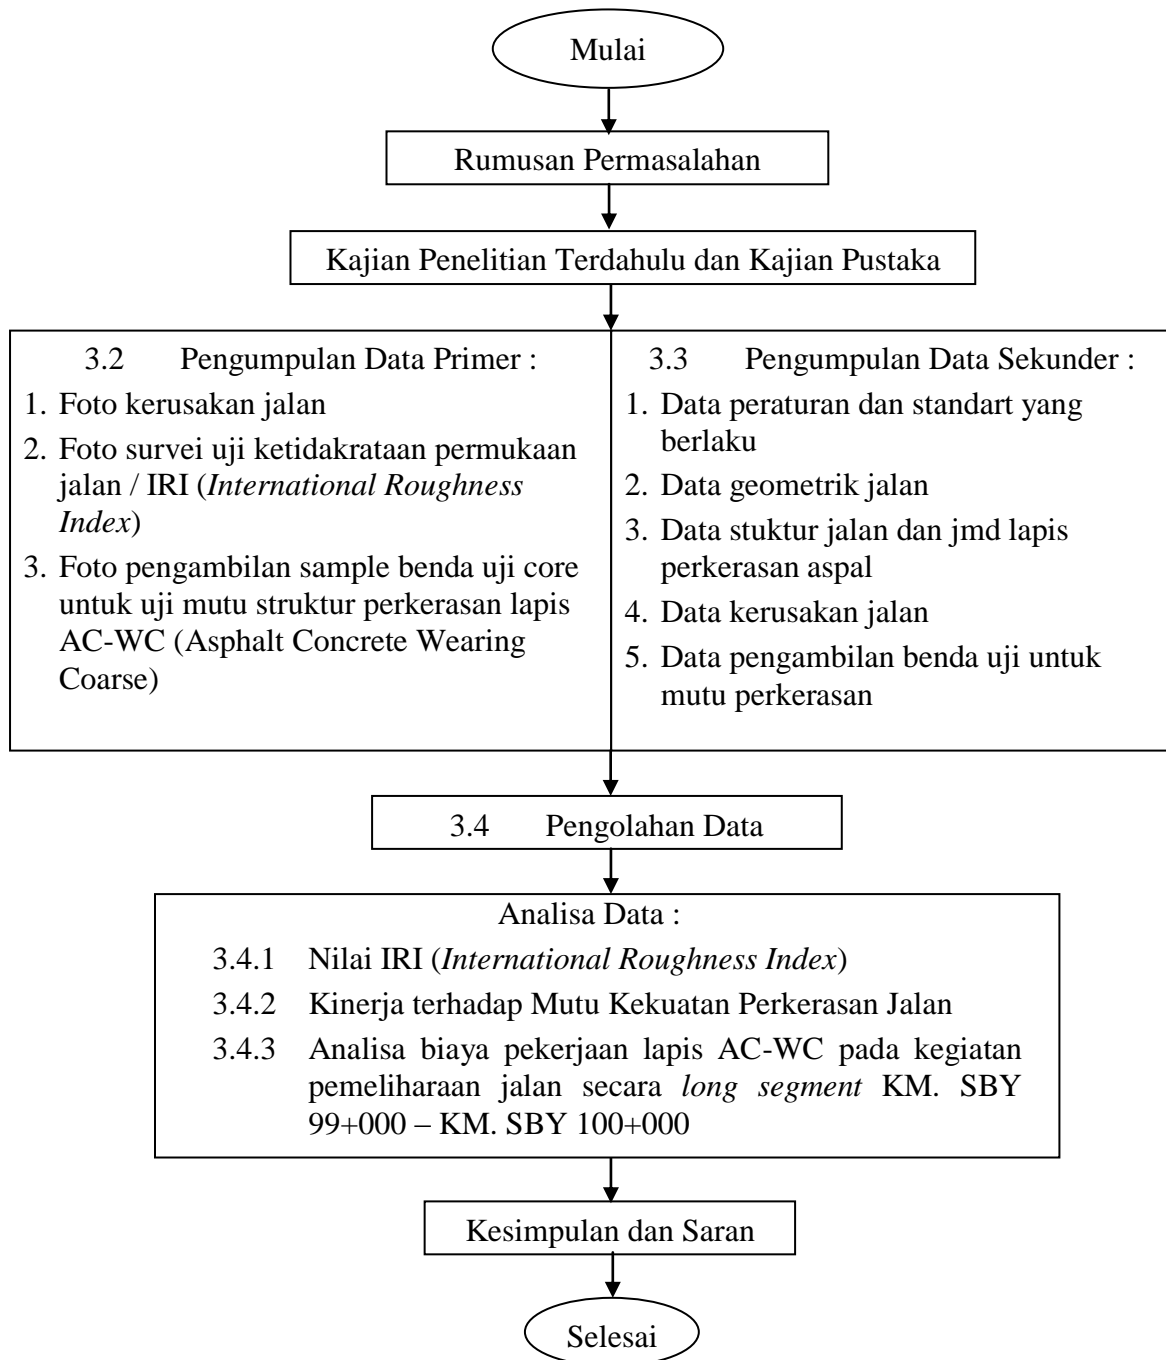 Mulai
Rumusan Permasalahan
Kajian Penelitian Terdahulu dan Kajian Pustaka
3.2 Pengumpulan Data Primer :
1. Foto kerusakan jalan
2. Foto survei uji ketidakrataan permukaan
jalan / IRI (International Roughness
Index)
3. Foto pengambilan sample benda uji core
untuk uji mutu struktur perkerasan lapis
AC-WC (Asphalt Concrete Wearing
Coarse)
3.3 Pengumpulan Data Sekunder :
1. Data peraturan dan standart yang
berlaku
2. Data geometrik jalan
3. Data stuktur jalan dan jmd lapis
perkerasan aspal
4. Data kerusakan jalan
5. Data pengambilan benda uji untuk
mutu perkerasan
3.4 Pengolahan Data
Analisa Data :
3.4.1 Nilai IRI (International Roughness Index)
3.4.2 Kinerja terhadap Mutu Kekuatan Perkerasan Jalan
3.4.3 Analisa biaya pekerjaan lapis AC-WC pada kegiatan
pemeliharaan jalan secara long segment KM. SBY
99+000 – KM. SBY 100+000
Kesimpulan dan Saran
Selesai